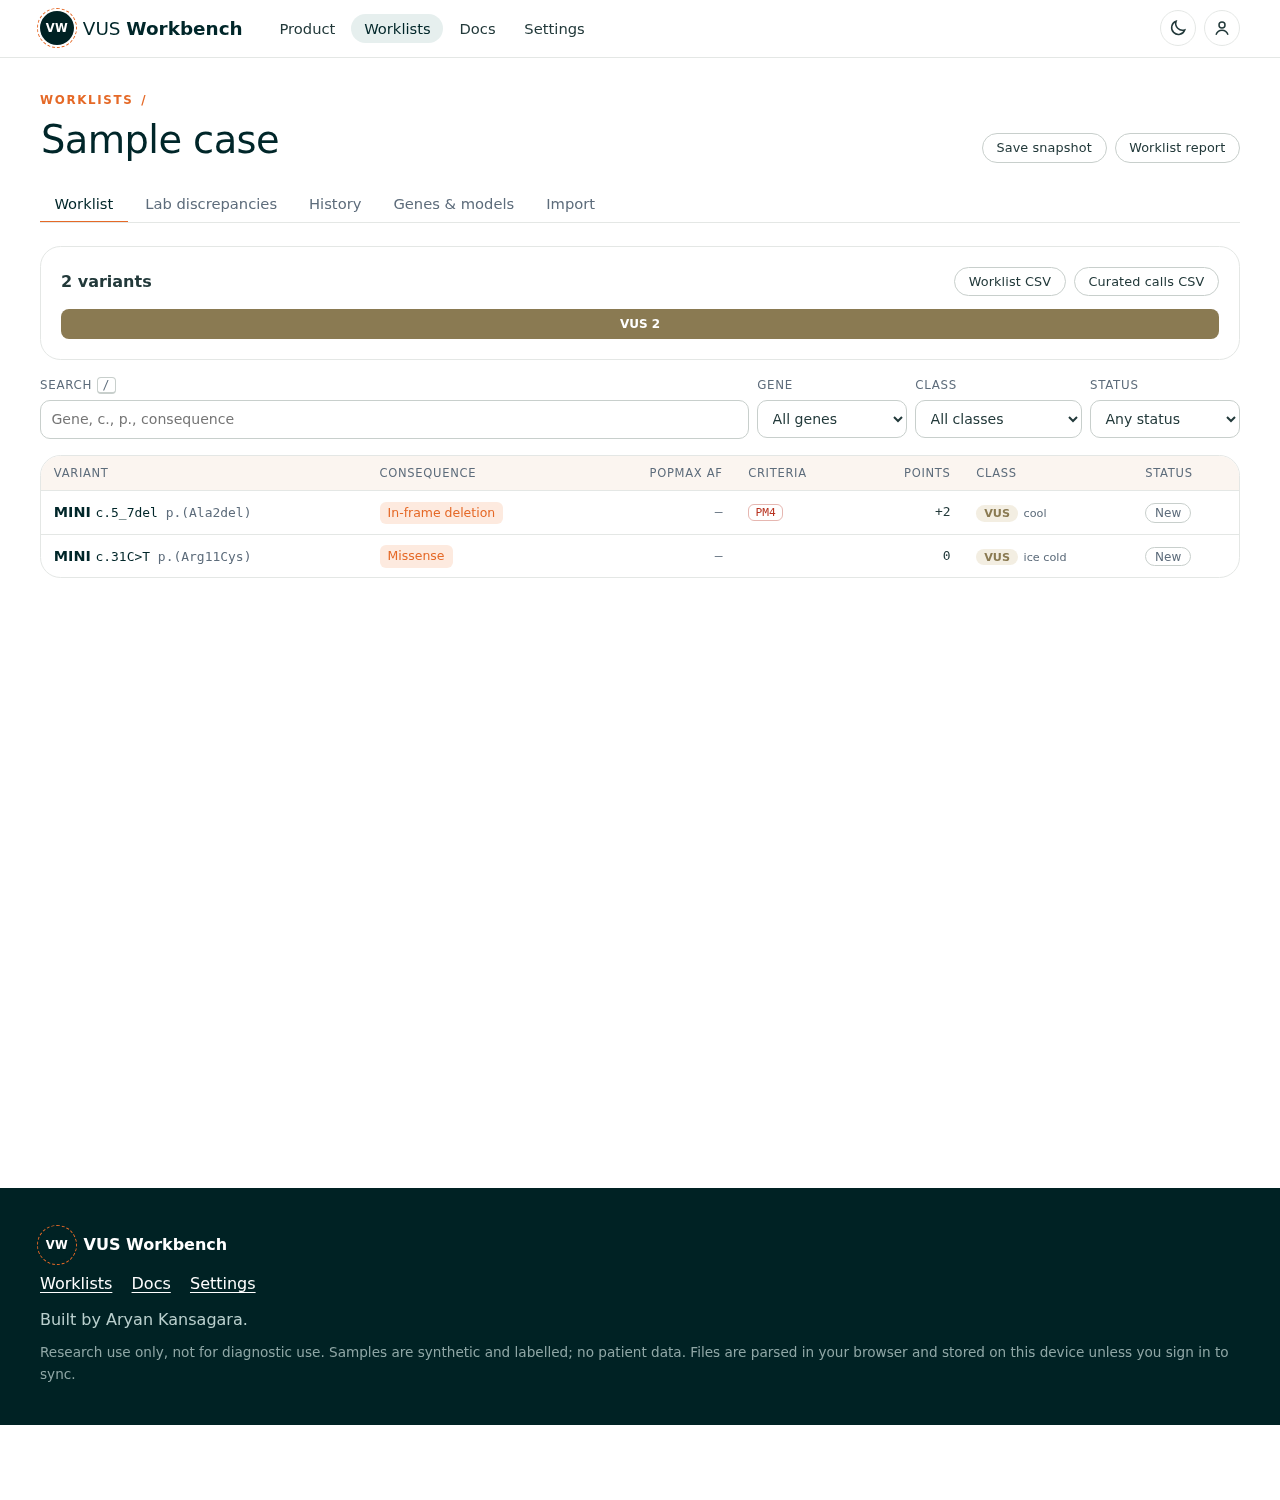 VW VUS Workbench Product Worklists Docs Settings
WORKLISTS /
Sample case
Save snapshot Worklist report
Worklist Lab discrepancies History Genes & models Import
2 variants Worklist CSV Curated calls CSV
VUS 2
SEARCH / GENE CLASS STATUS
Gene, c., p., consequence All genes All classes Any status
VARIANT CONSEQUENCE POPMAX AF CRITERIA POINTS CLASS STATUS
MINI c.5_7del p.(Ala2del) In-frame deletion — PM4 +2 VUS cool New
MINI c.31C>T p.(Arg11Cys) Missense — 0 VUS ice cold New
VW VUS Workbench
Worklists Docs Settings
Built by Aryan Kansagara.
Research use only, not for diagnostic use. Samples are synthetic and labelled; no patient data. Files are parsed in your browser and stored on this device unless you sign in to
sync.